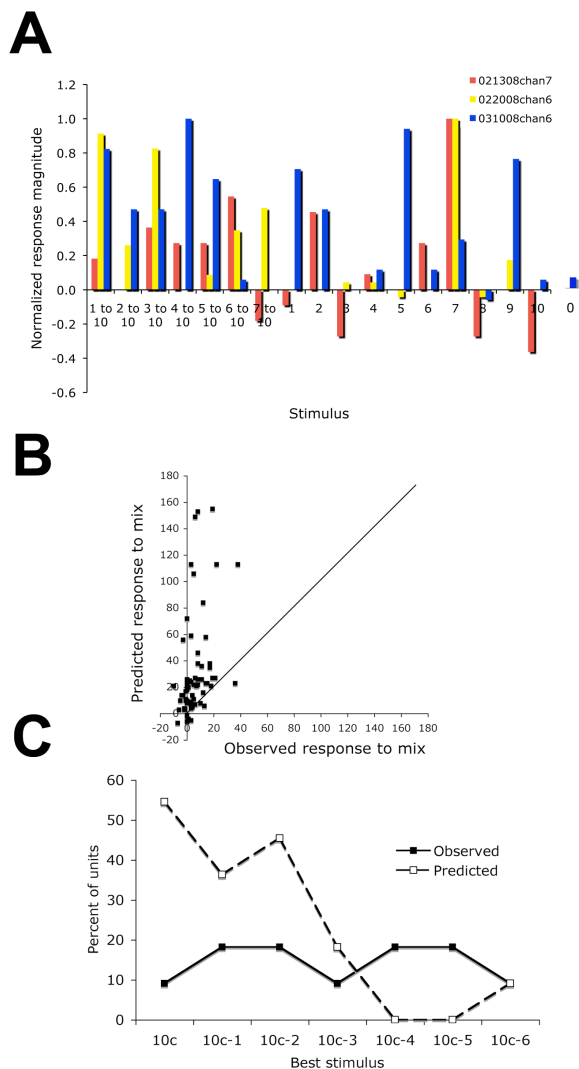 A
021308chan7
022008chan6
031008chan6
Normalized response magnitude
1.2
1.0
0.8
0.6
0.4
0.2
0.0
-0.2
-0.4
-0.6
1 to 10
2 to 10
3 to 10
4 to 10
5 to 10
6 to 10
7 to 10
1
2
3
4
5
6
7
8
9
10
0
Stimulus
B
Predicted response to mix
180
160
140
120
100
80
60
40
20
0
-20
-20 0 20 40 60 80 100 120 140 160 180
Observed response to mix
C
Percent of units
60
50
40
30
20
10
0
Observed
Predicted
10c 10c-1 10c-2 10c-3 10c-4 10c-5 10c-6
Best stimulus